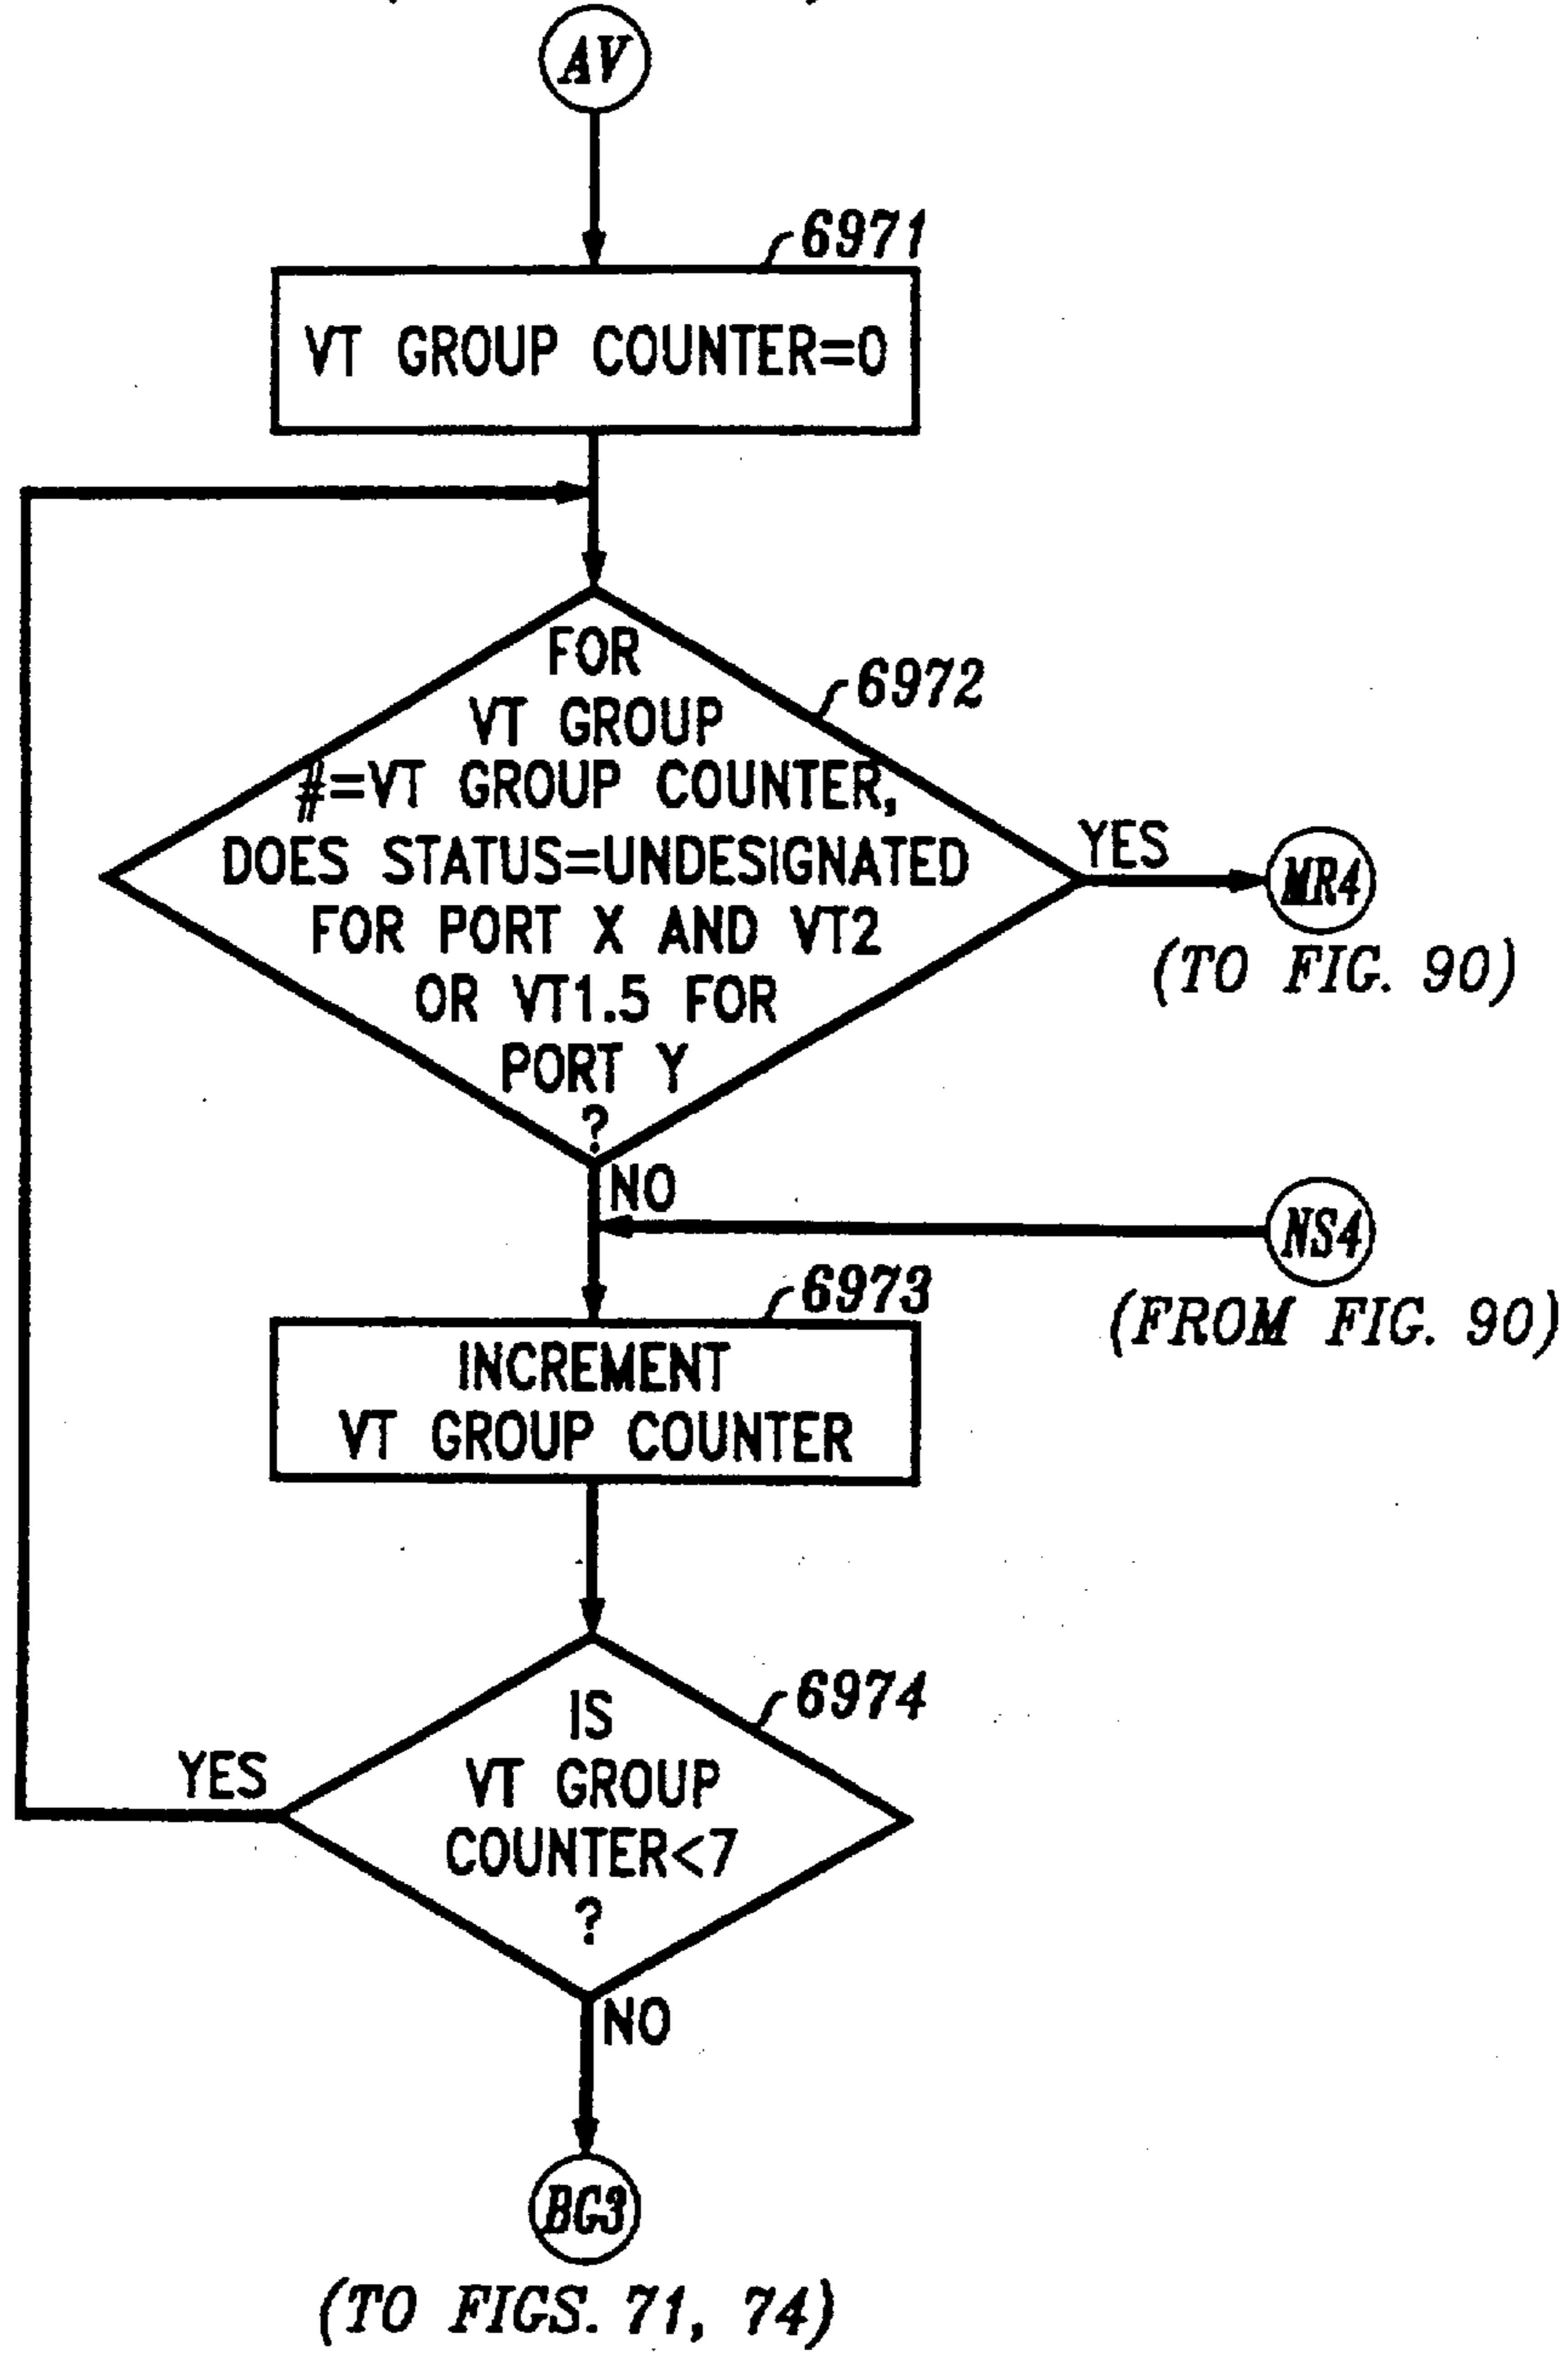 AV
6971
VT GROUP COUNTER=0
FOR
6972
VT GROUP
#=VT GROUP COUNTER,
DOES STATUS=UNDESIGNATED
YES
MR4
FOR PORT X AND VT2
(TO FIG. 90)
OR VT1.5 FOR
PORT Y
?
NO
NS4
6973
(FROM FIG. 90)
INCREMENT
VT GROUP COUNTER
6974
IS
YES
VT GROUP
COUNTER<7
?
NO
BG3
(TO FIGS. 71, 74)